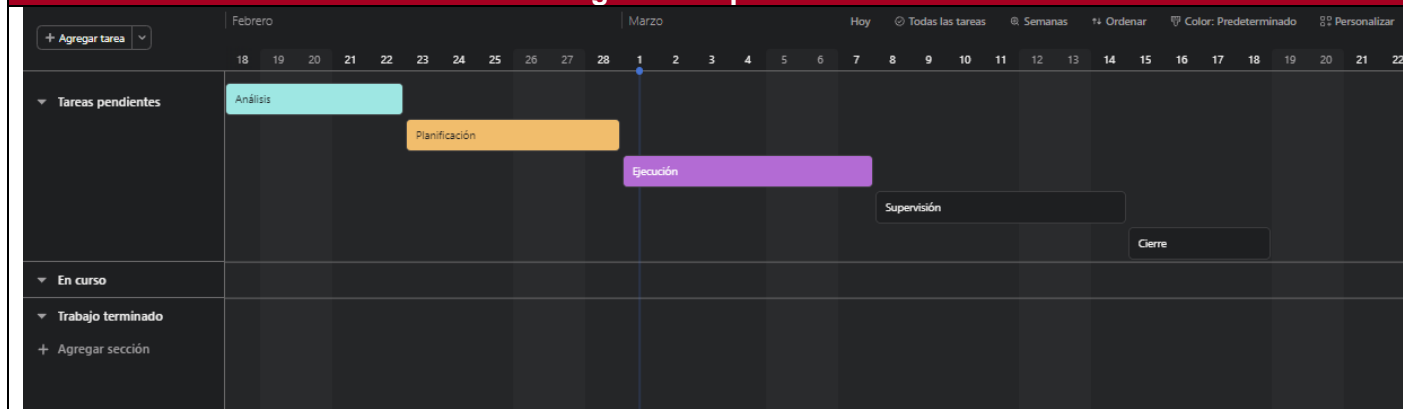 Febrero Marzo Hoy Todas las tareas Semanas Ordenar Color: Predeterminado Personalizar
+ Agregar tarea
18 19 20 21 22 23 24 25 26 27 28 1 2 3 4 5 6 7 8 9 10 11 12 13 14 15 16 17 18 19 20 21 22
Tareas pendientes
Análisis
Planificación
Ejecución
Supervisión
Cierre
En curso
Trabajo terminado
+ Agregar sección